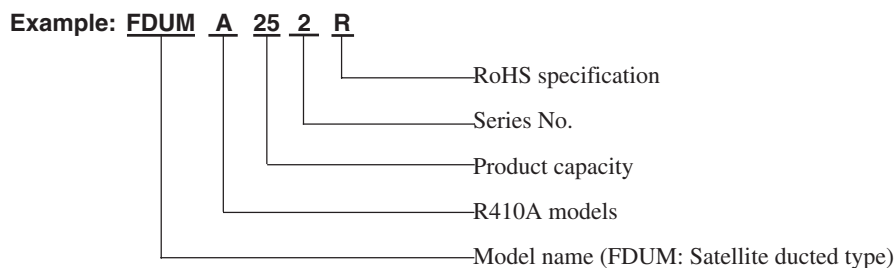 Example: FDUM A 25 2 R
RoHS specification
Series No.
Product capacity
R410A models
Model name (FDUM: Satellite ducted type)